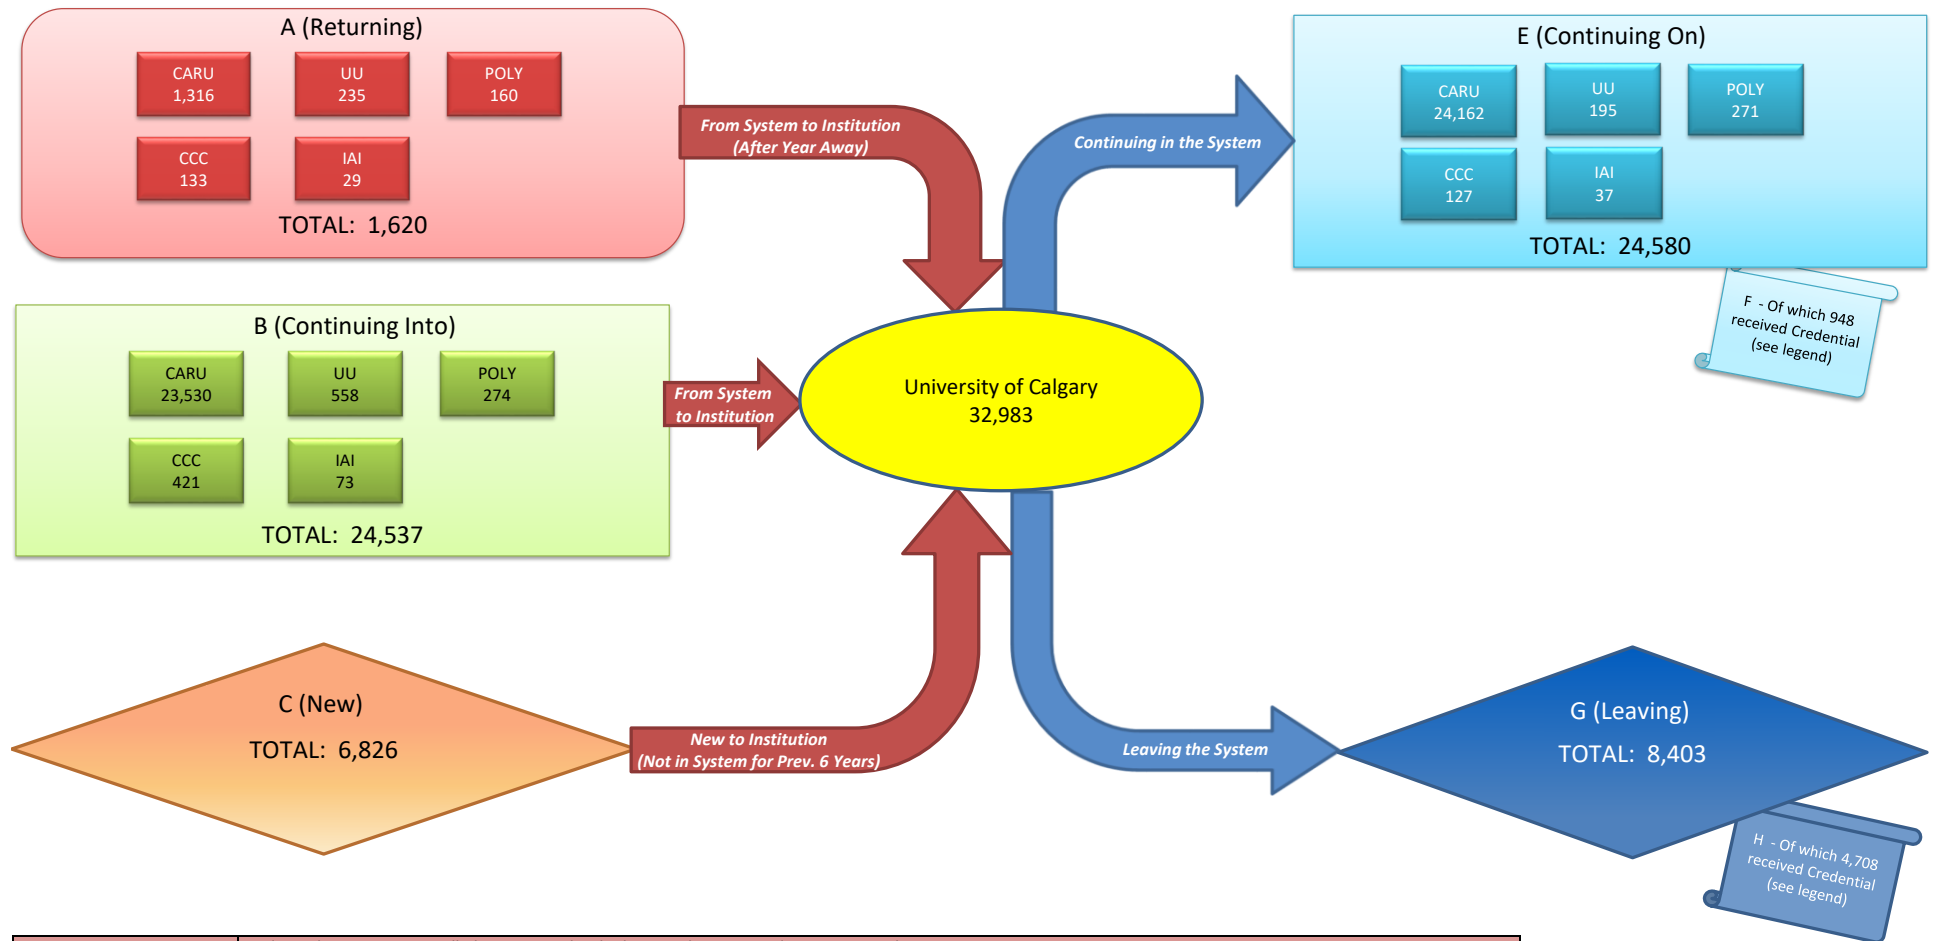 A (Returning)
CARU
1,316
UU
235
POLY
160
CCC
133
IAI
29
TOTAL:  1,620
From System to Institution
(After Year Away)
B (Continuing Into)
CARU
23,530
UU
558
POLY
274
CCC
421
IAI
73
TOTAL:  24,537
From System
to Institution
C (New)
TOTAL:  6,826
New to Institution
(Not in System for Prev. 6 Years)
University of Calgary
32,983
Continuing in the System
E (Continuing On)
CARU
24,162
UU
195
POLY
271
CCC
127
IAI
37
TOTAL:  24,580
F  - Of which 948
received Credential
(see legend)
Leaving the System
G (Leaving)
TOTAL:  8,403
H  - Of which 4,708
received Credential
(see legend)